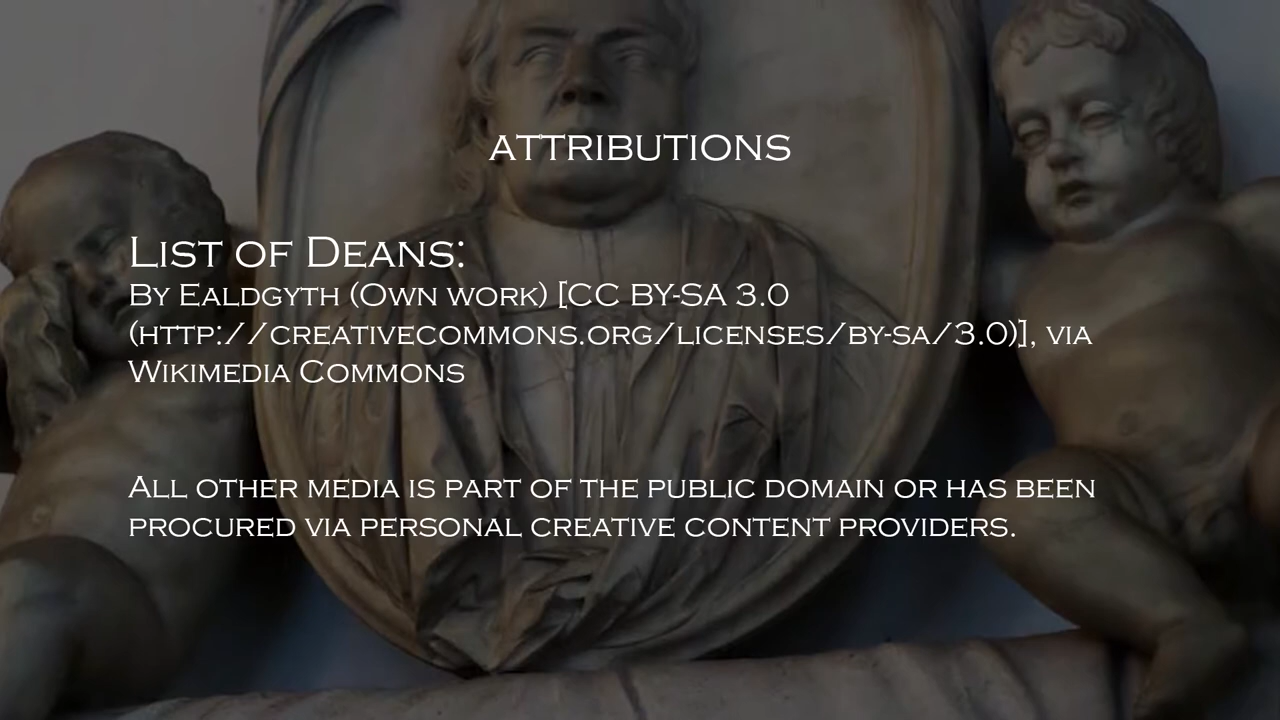 ATTRIBUTIONS
List of Deans:
By Ealdgyth (Own work) [CC BY-SA 3.0
(http://creativecommons.org/licenses/by-sa/3.0)], via
Wikimedia Commons
All other media is part of the public domain or has been
procured via personal creative content providers.